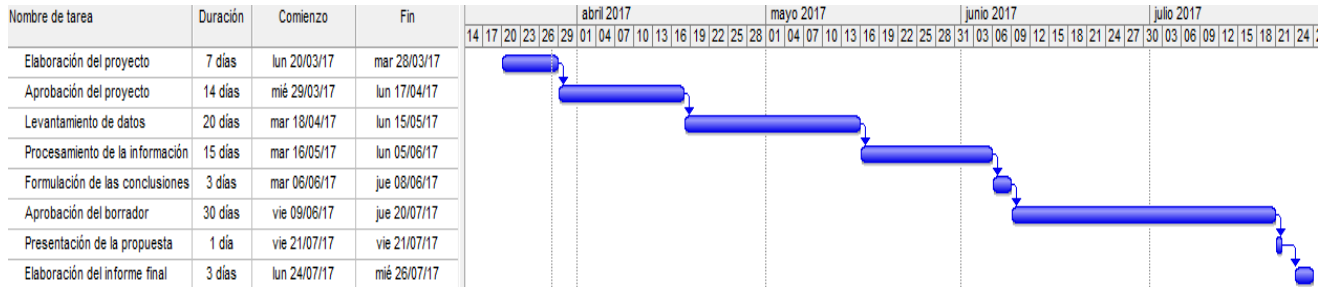 Nombre de tarea Duración Comienzo Fin abril 2017 mayo 2017 junio 2017 julio 2017
14 17 20 23 26 29 01 04 07 10 13 16 19 22 25 28 01 04 07 10 13 16 19 22 25 28 31 03 06 09 12 15 18 21 24 27 30 03 06 09 12 15 18 21 24
Elaboración del proyecto 7 días lun 20/03/17 mar 28/03/17
Aprobación del proyecto 14 días mié 29/03/17 lun 17/04/17
Levantamiento de datos 20 días mar 18/04/17 lun 15/05/17
Procesamiento de la información 15 días mar 16/05/17 lun 05/06/17
Formulación de las conclusiones 3 días mar 06/06/17 jue 08/06/17
Aprobación del borrador 30 días vie 09/06/17 jue 20/07/17
Presentación de la propuesta 1 día vie 21/07/17 vie 21/07/17
Elaboración del informe final 3 días lun 24/07/17 mié 26/07/17